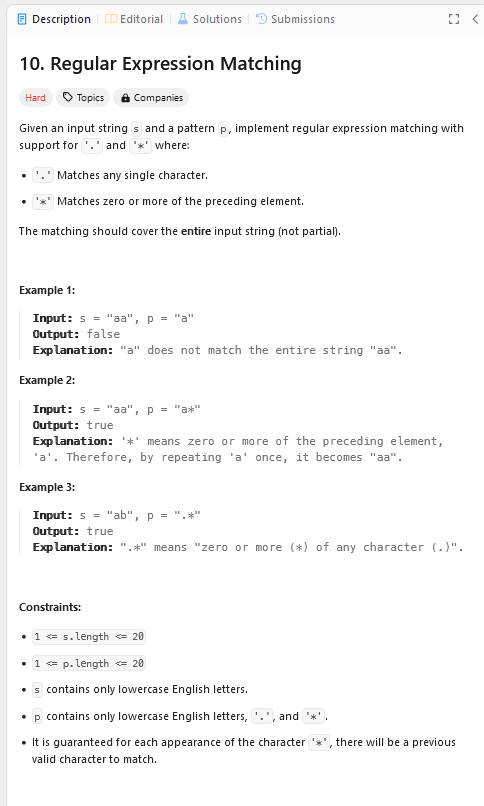 Description | Editorial | Solutions | Submissions
10. Regular Expression Matching
Hard Topics Companies
Given an input string s and a pattern p, implement regular expression matching with
support for '.' and '*' where:
• '.' Matches any single character.
• '*' Matches zero or more of the preceding element.
The matching should cover the entire input string (not partial).
Example 1:
Input: s = "aa", p = "a"
Output: false
Explanation: "a" does not match the entire string "aa".
Example 2:
Input: s = "aa", p = "a*"
Output: true
Explanation: '*' means zero or more of the preceding element,
'a'. Therefore, by repeating 'a' once, it becomes "aa".
Example 3:
Input: s = "ab", p = ".*"
Output: true
Explanation: ".*" means "zero or more (*) of any character (.)".
Constraints:
• 1 <= s.length <= 20
• 1 <= p.length <= 20
• s contains only lowercase English letters.
• p contains only lowercase English letters, '.', and '*'.
• It is guaranteed for each appearance of the character '*', there will be a previous
valid character to match.